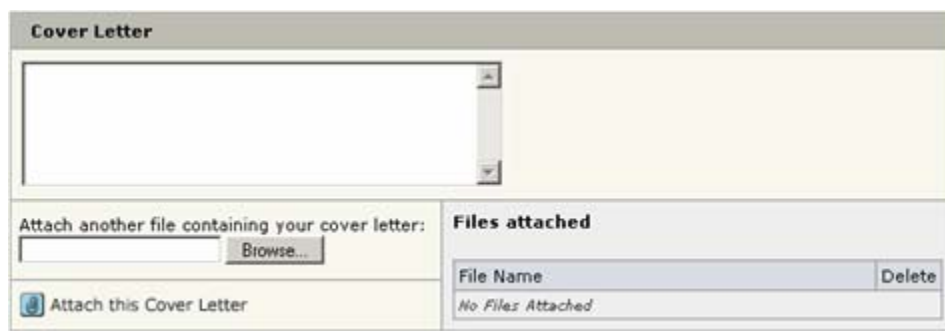 Cover Letter
Attach another file containing your cover letter:
Browse...
Attach this Cover Letter
Files attached
File Name Delete
No Files Attached